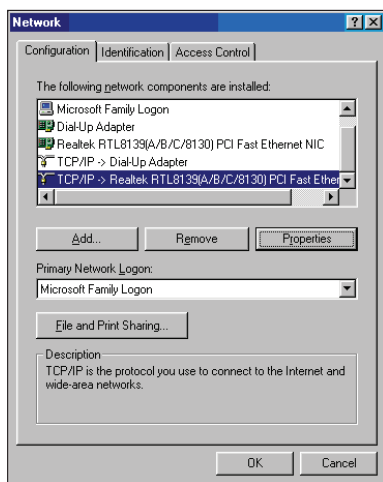 Network
Configuration Identification Access Control
The following network components are installed:
Microsoft Family Logon
Dial-Up Adapter
Realtek RTL8139(A/B/C/8130) PCI Fast Ethernet NIC
TCP/IP -> Dial-Up Adapter
TCP/IP -> Realtek RTL8139(A/B/C/8130) PCI Fast Ether
Add... Remove Properties
Primary Network Logon:
Microsoft Family Logon
File and Print Sharing...
Description
TCP/IP is the protocol you use to connect to the Internet and
wide-area networks.
OK Cancel